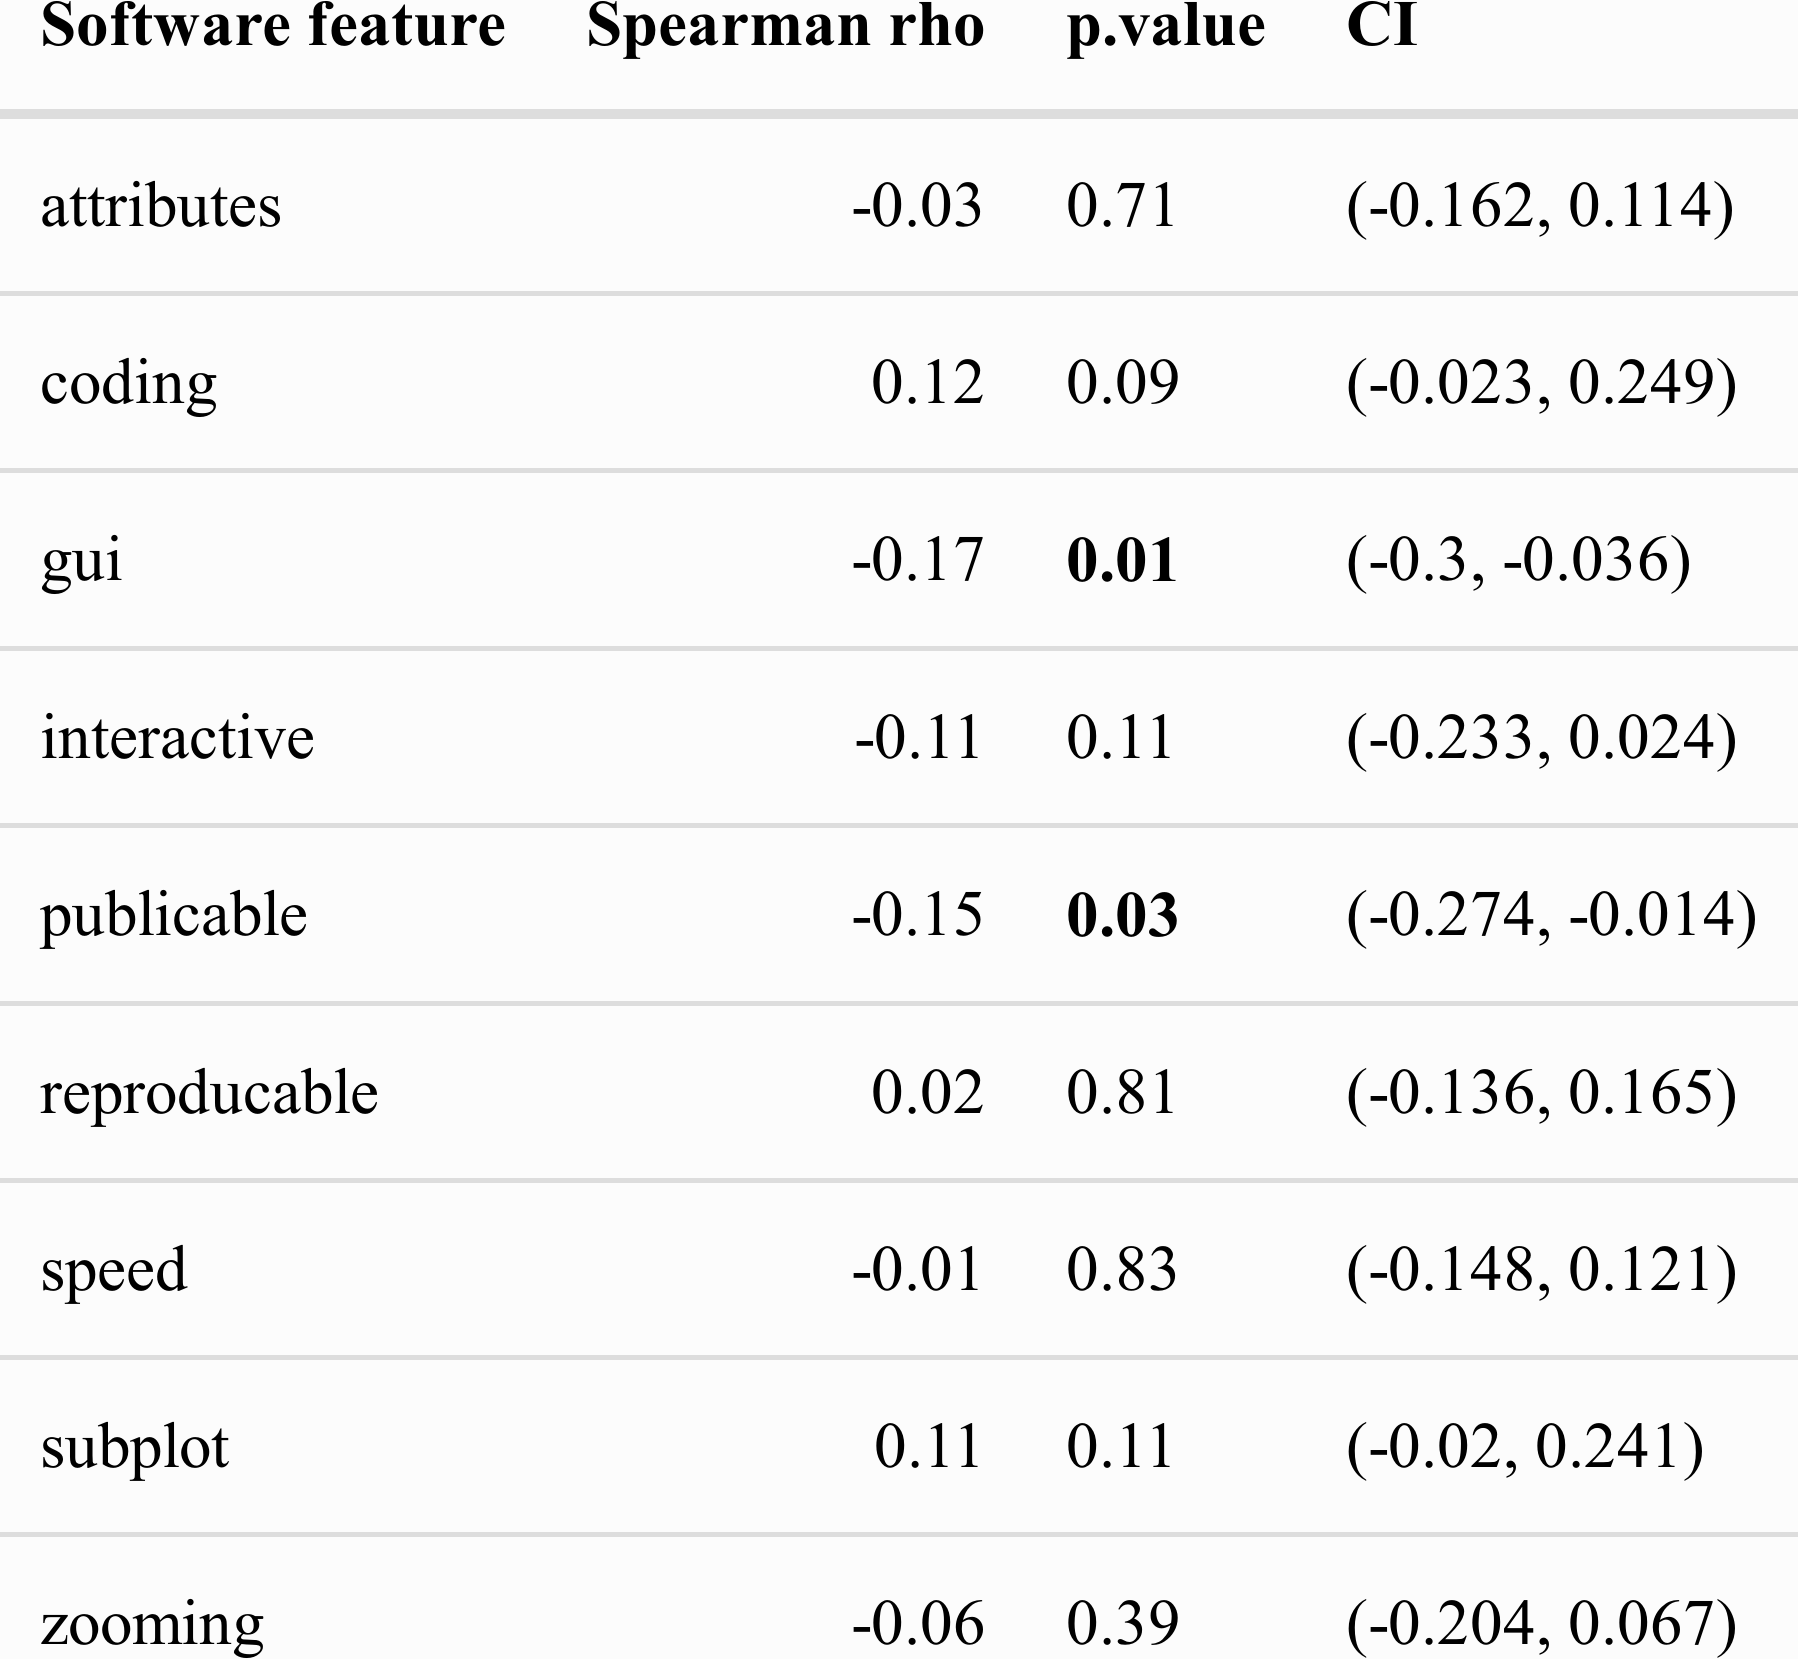 Software feature Spearman rho p.value CI
attributes -0.03 0.71 (-0.162, 0.114)
coding 0.12 0.09 (-0.023, 0.249)
gui -0.17 0.01 (-0.3, -0.036)
interactive -0.11 0.11 (-0.233, 0.024)
publicable -0.15 0.03 (-0.274, -0.014)
reproducable 0.02 0.81 (-0.136, 0.165)
speed -0.01 0.83 (-0.148, 0.121)
subplot 0.11 0.11 (-0.02, 0.241)
zooming -0.06 0.39 (-0.204, 0.067)